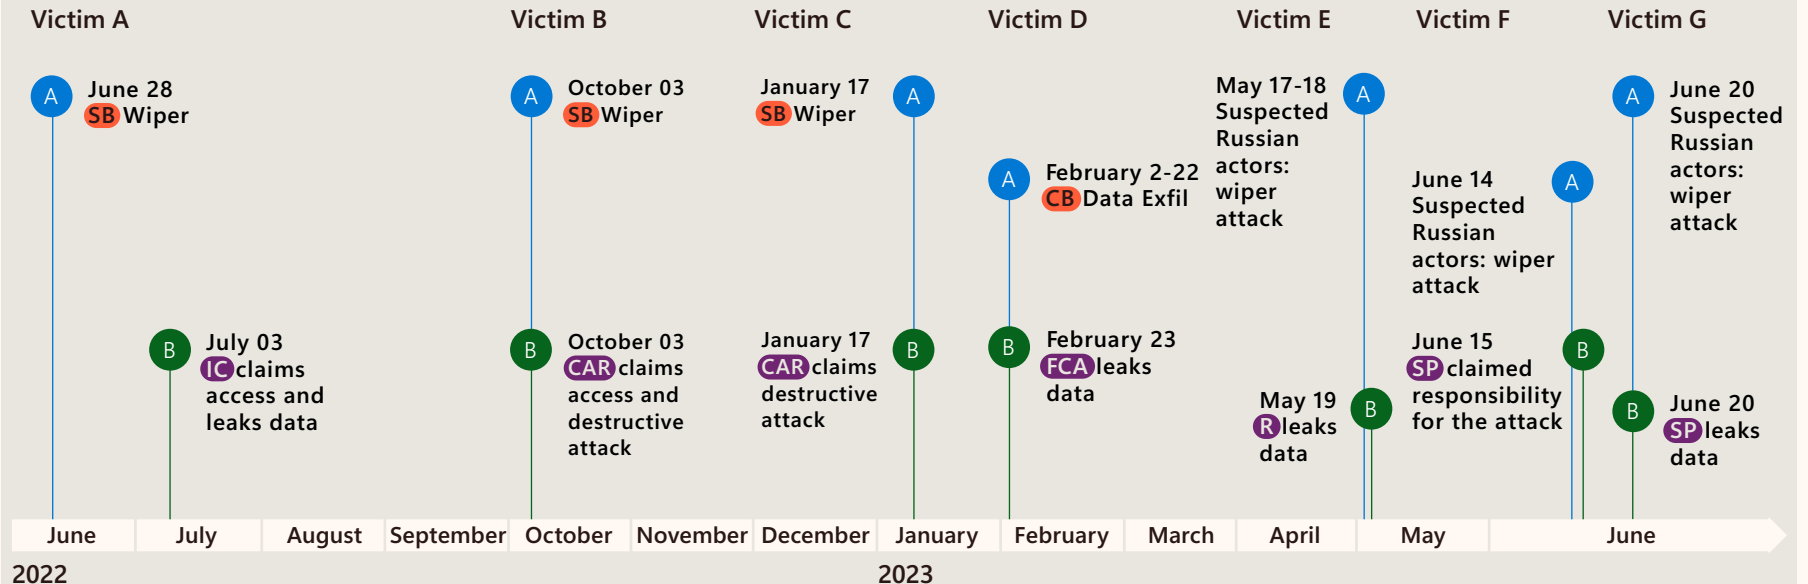 Victim A
A
June 28
SB Wiper
B
July 03
IC claims
access and
leaks data
Victim B
A
October 03
SB Wiper
B
October 03
CAR claims
access and
destructive
attack
Victim C
January 17
SB Wiper
A
January 17
CAR claims
destructive
attack
B
Victim D
A
February 2-22
CB Data Exfil
B
February 23
FCA leaks
data
Victim E
May 17-18
Suspected
Russian
actors:
wiper
attack
A
May 19
R leaks
data
B
Victim F
June 14
Suspected
Russian
actors: wiper
attack
A
June 15
SP claimed
responsibility
for the attack
B
Victim G
A
June 20
Suspected
Russian
actors:
wiper
attack
B
June 20
SP leaks
data
June July August September October November December January February March April May June
2022 2023